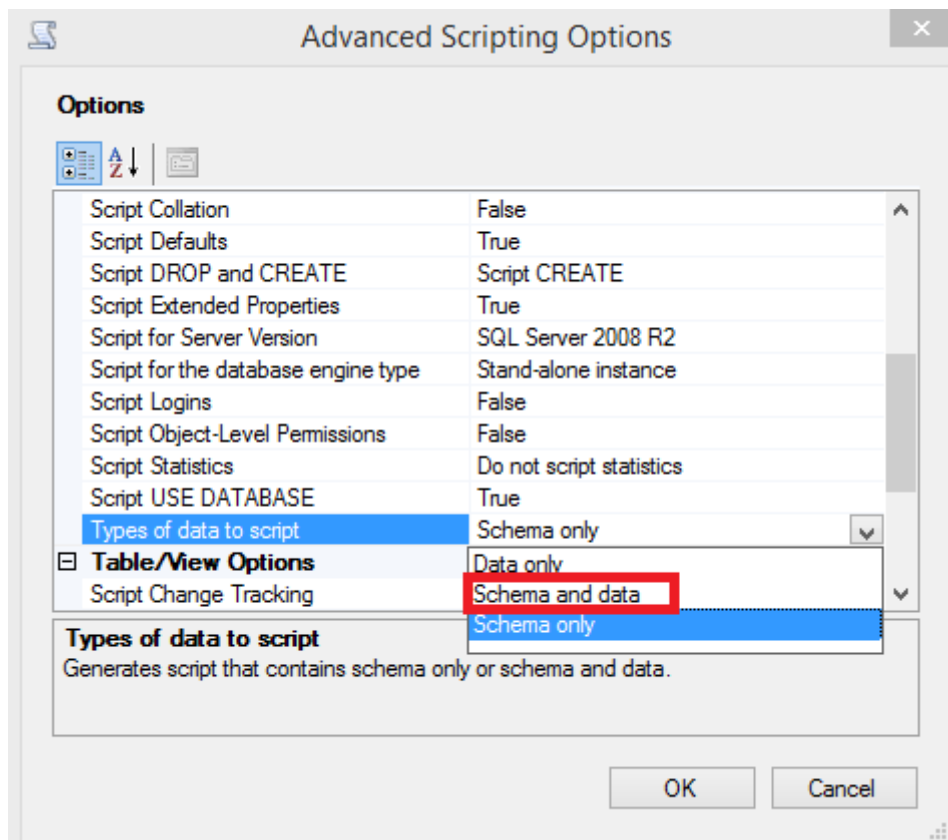 Advanced Scripting Options
Options
Script Collation False
Script Defaults True
Script DROP and CREATE Script CREATE
Script Extended Properties True
Script for Server Version SQL Server 2008 R2
Script for the database engine type Stand-alone instance
Script Logins False
Script Object-Level Permissions False
Script Statistics Do not script statistics
Script USE DATABASE True
Types of data to script Schema only
Table/View Options Data only
Script Change Tracking Schema and data
Schema only
Types of data to script
Generates script that contains schema only or schema and data.
OK Cancel